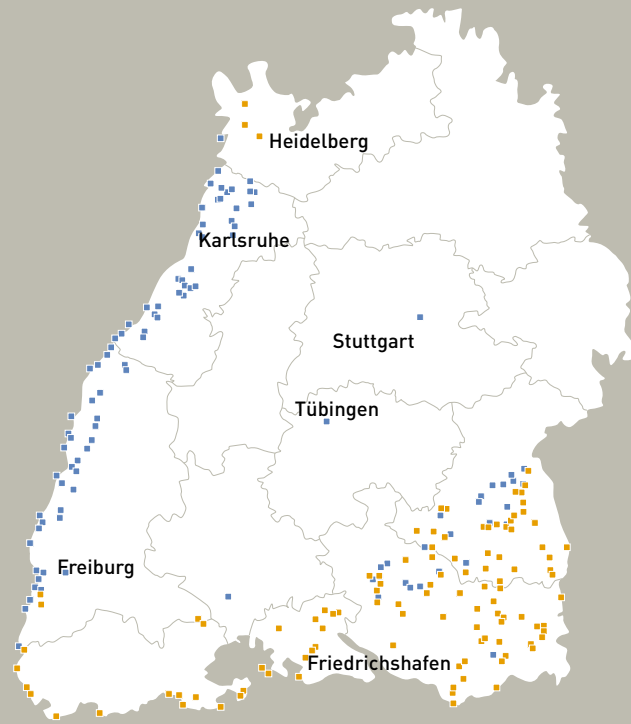 Heidelberg
Karlsruhe
Stuttgart
Tübingen
Freiburg
Friedrichshafen